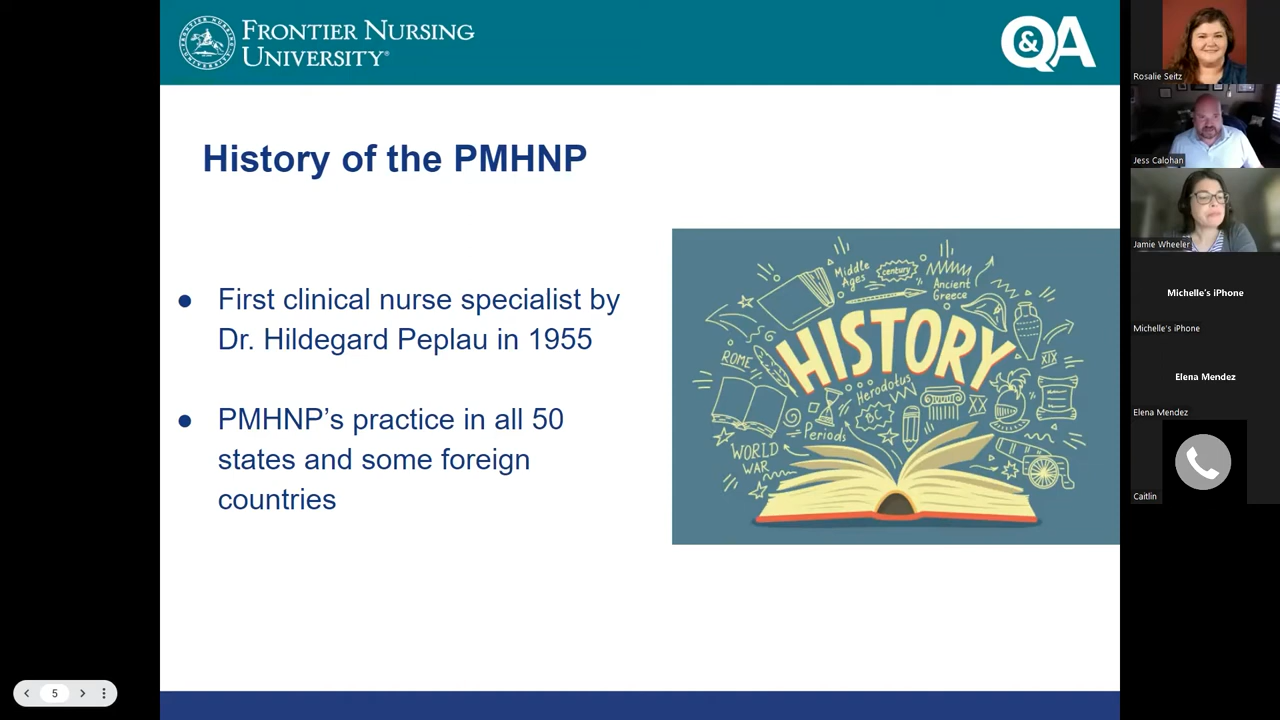 FRONTIER NURSING
UNIVERSITY®
Q&A
History of the PMHNP
● First clinical nurse specialist by
Dr. Hildegard Peplau in 1955
● PMHNP’s practice in all 50
states and some foreign
countries
Middle
Ages
century
Ancient
Greece
HISTORY
ROME
XIX
Herodotus
BC
XX
Periods
WORLD
WAR
Rosalie Seitz
Jess Calohan
Jamie Wheeler
Michelle's iPhone
Michelle's iPhone
Elena Mendez
Elena Mendez
Caitlin
5